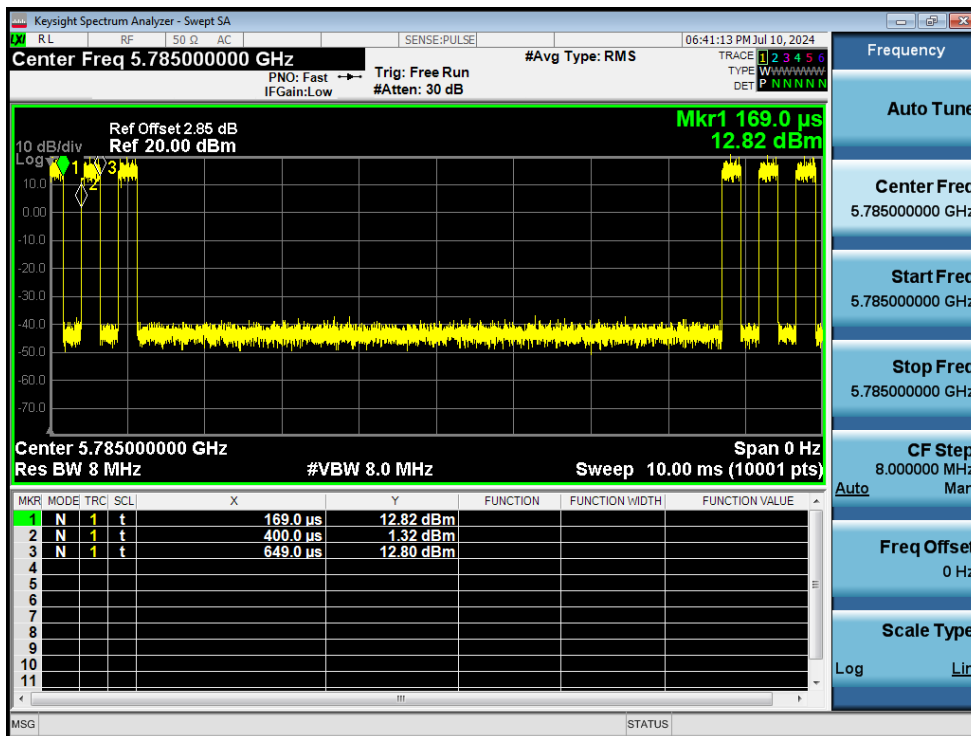 Keysight Spectrum Analyzer - Swept SA
LXI RL RF 50 Ω AC SENSE:PULSE 06:41:13 PM Jul 10, 2024
Center Freq 5.785000000 GHz
#Avg Type: RMS
PNO: Fast Trig: Free Run
IFGain:Low #Atten: 30 dB
TRACE 1 2 3 4 5 6
TYPE WWWWWW
DET P N N N N N
Mkr1 169.0 µs
12.82 dBm
Ref Offset 2.85 dB
10 dB/div Ref 20.00 dBm
Log
1
2
3
10.0
0.00
-10.0
-20.0
-30.0
-40.0
-50.0
-60.0
-70.0
Center 5.785000000 GHz Span 0 Hz
Res BW 8 MHz #VBW 8.0 MHz Sweep 10.00 ms (10001 pts)
MKR MODE TRC SCL X Y FUNCTION FUNCTION WIDTH FUNCTION VALUE
1 N 1 t 169.0 µs 12.82 dBm
2 N 1 t 400.0 µs 1.32 dBm
3 N 1 t 649.0 µs 12.80 dBm
4
5
6
7
8
9
10
11
MSG STATUS
Frequency
Auto Tune
Center Freq
5.785000000 GHz
Start Freq
5.785000000 GHz
Stop Freq
5.785000000 GHz
CF Step
8.000000 MHz
Auto Man
Freq Offset
0 Hz
Scale Type
Log Lin